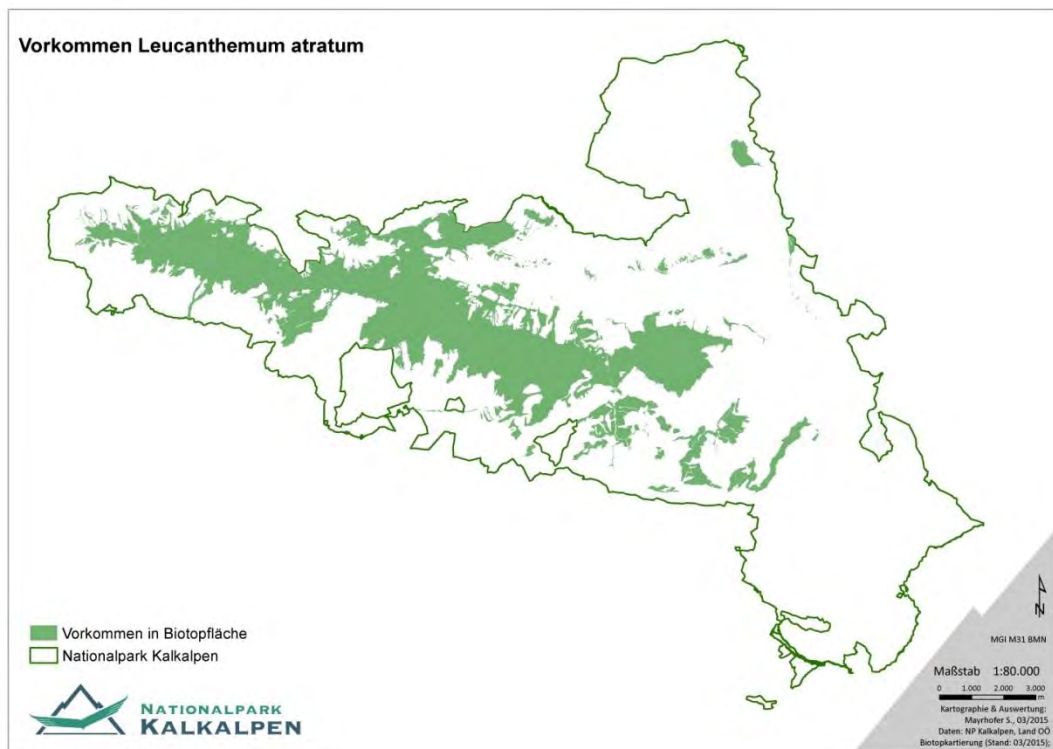 Vorkommen Leucanthemum atratum
Vorkommen in Biotopfläche
Nationalpark Kalkalpen
NATIONALPARK
KALKALPEN
N
MGI M31 BMN
Maßstab 1:80.000
0 1.000 2.000 3.000
m
Kartographie & Auswertung:
Mayrhofer S., 03/2015
Daten: NP Kalkalpen, Land OÖ
Biotopkartierung (Stand: 03/2015);